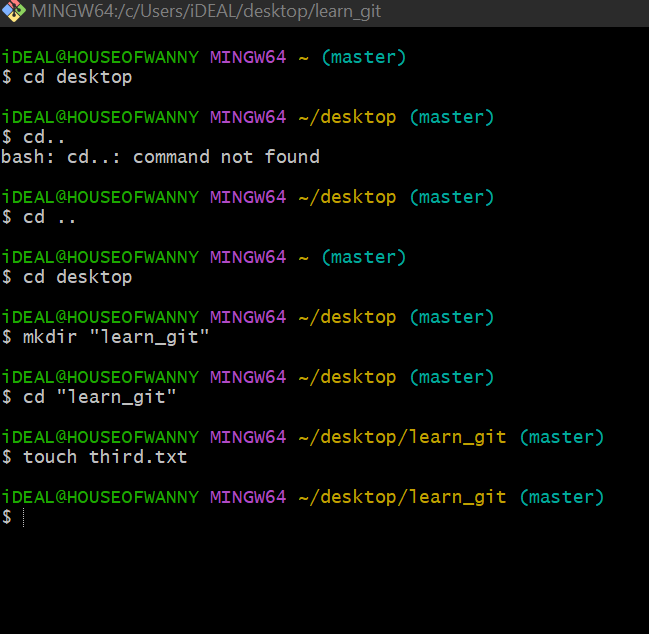 MINGW64:/c/Users/iDEAL/desktop/learn_git
iDEAL@HOUSEOFWANNY MINGW64 ~ (master)
$ cd desktop
iDEAL@HOUSEOFWANNY MINGW64 ~/desktop (master)
$ cd..
bash: cd..: command not found
iDEAL@HOUSEOFWANNY MINGW64 ~/desktop (master)
$ cd ..
iDEAL@HOUSEOFWANNY MINGW64 ~ (master)
$ cd desktop
iDEAL@HOUSEOFWANNY MINGW64 ~/desktop (master)
$ mkdir "learn_git"
iDEAL@HOUSEOFWANNY MINGW64 ~/desktop (master)
$ cd "learn_git"
iDEAL@HOUSEOFWANNY MINGW64 ~/desktop/learn_git (master)
$ touch third.txt
iDEAL@HOUSEOFWANNY MINGW64 ~/desktop/learn_git (master)
$